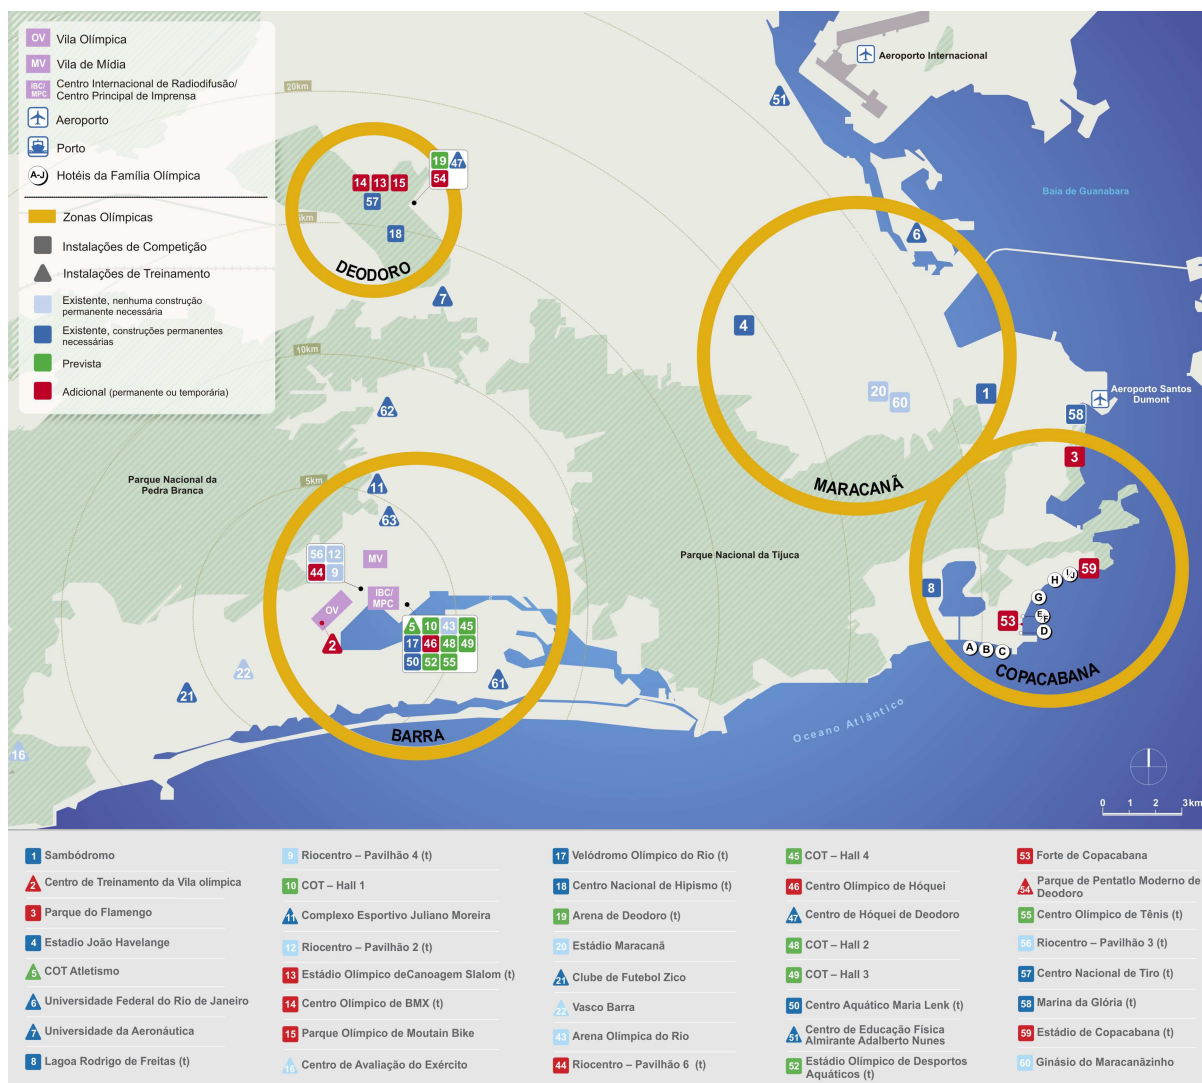 OV Vila Olímpica
MV Vila de Mídia
IBC/
MPC
Centro Internacional de Radiodifusão/
Centro Principal de Imprensa
Aeroporto
Porto
A-J Hotéis da Família Olímpica
Zonas Olímpicas
Instalações de Competição
Instalações de Treinamento
Existente, nenhuma construção
permanente necessária
Existente, construções permanentes
necessárias
Prevista
Adicional (permanente ou temporária)
20km
Aeroporto Internacional
51
19 47
54
14 13 15
57
18
DEODORO
7
Baía de Guanabara
6
4
20
60
1
Aeroporto Santos
Dumont
58
3
MARACANÃ
10km
62
5km
Parque Nacional da
Pedra Branca
11
63
56 12
44 9
MV
OV
IBC/
MPC
2
5 10 43 45
17 46 48 49
50 52 55
61
22
21
16
BARRA
Parque Nacional da Tijuca
8
59
H
G
E
F
D
53
A B C
COPACABANA
Oceano Atlântico
0 1 2 3km
1 Sambódromo
2 Centro de Treinamento da Vila olímpica
3 Parque do Flamengo
4 Estadio João Havelange
5 COT Atletismo
6 Universidade Federal do Rio de Janeiro
7 Universidade da Aeronáutica
8 Lagoa Rodrigo de Freitas (t)
9 Riocentro – Pavilhão 4 (t)
10 COT – Hall 1
11 Complexo Esportivo Juliano Moreira
12 Riocentro – Pavilhão 2 (t)
13 Estádio Olímpico deCanoagem Slalom (t)
14 Centro Olímpico de BMX (t)
15 Parque Olímpico de Moutain Bike
16 Centro de Avaliação do Exército
17 Velódromo Olímpico do Rio (t)
18 Centro Nacional de Hipismo (t)
19 Arena de Deodoro (t)
20 Estádio Maracanã
21 Clube de Futebol Zico
22 Vasco Barra
43 Arena Olímpica do Rio
44 Riocentro – Pavilhão 6 (t)
45 COT – Hall 4
46 Centro Olímpico de Hóquei
47 Centro de Hóquei de Deodoro
48 COT – Hall 2
49 COT – Hall 3
50 Centro Aquático Maria Lenk (t)
51 Centro de Educação Física
Almirante Adalberto Nunes
52 Estádio Olímpico de Desportos
Aquáticos (t)
53 Forte de Copacabana
54 Parque de Pentatlo Moderno de
Deodoro
55 Centro Olímpico de Tênis (t)
56 Riocentro – Pavilhão 3 (t)
57 Centro Nacional de Tiro (t)
58 Marina da Glória (t)
59 Estádio de Copacabana (t)
60 Ginásio do Maracanãzinho